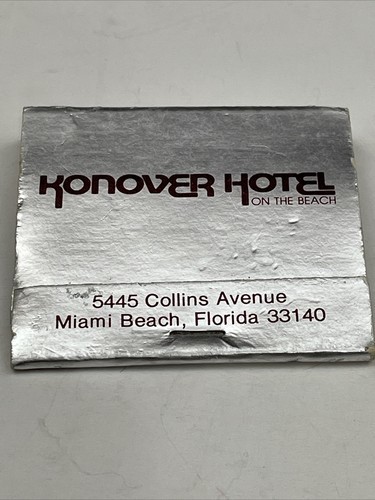 KONOVER HOTEL
ON THE BEACH
5445 Collins Avenue
Miami Beach, Florida 33140